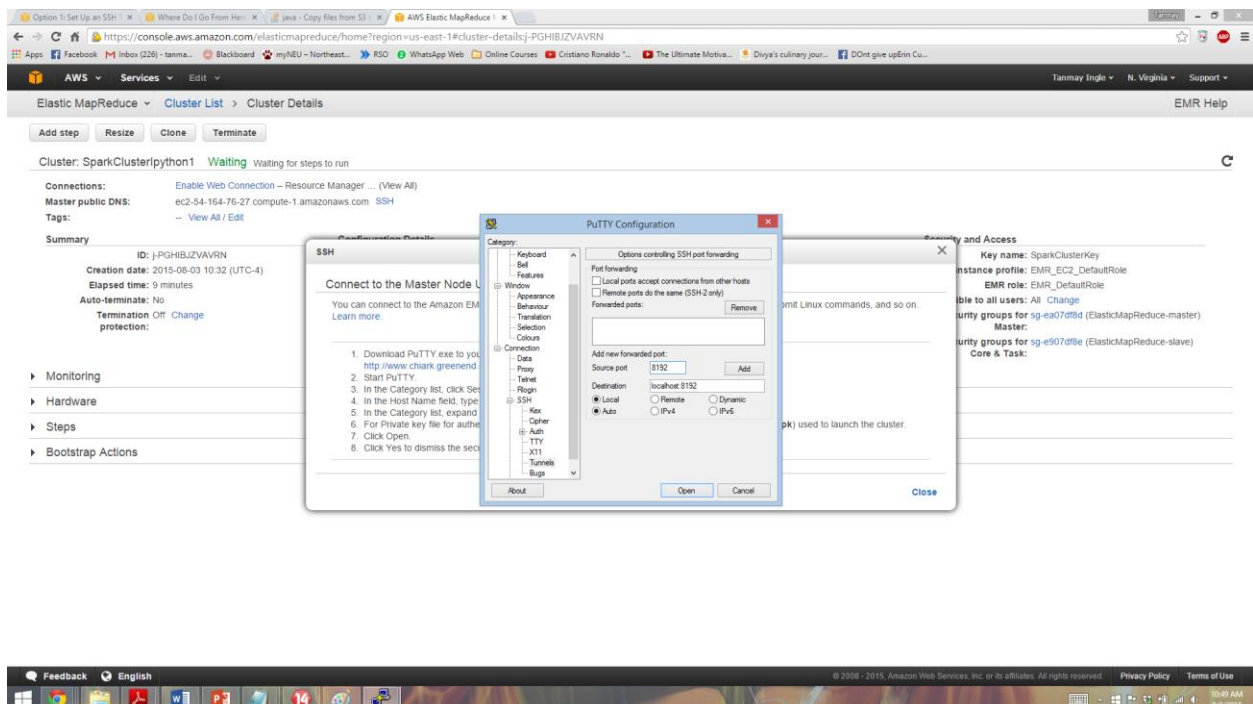 Option 1: Set Up an SSH T
Where Do I Go From Here
java - Copy files from S3 t
AWS Elastic MapReduce
https://console.aws.amazon.com/elasticmapreduce/home?region=us-east-1#cluster-details:j-PGHIBJZVAVRN
Apps Facebook Inbox (226) - tanma... Blackboard myNEU – Northeast... RSO WhatsApp Web Online Courses Cristiano Ronaldo "... The Ultimate Motiva... Divya's culinary jour... DOnt give upErin Cu...
AWS Services Edit Tanmay Ingle N. Virginia Support
Elastic MapReduce Cluster List > Cluster Details EMR Help
Add step Resize Clone Terminate
Cluster: SparkClusterIpython1 Waiting Waiting for steps to run
Connections: Enable Web Connection – Resource Manager ... (View All)
Master public DNS: ec2-54-164-76-27.compute-1.amazonaws.com SSH
Tags: -- View All / Edit
Summary
ID: j-PGHIBJZVAVRN
Creation date: 2015-08-03 10:32 (UTC-4)
Elapsed time: 9 minutes
Auto-terminate: No
Termination protection: Off Change
Configuration Details
Security and Access
Key name: SparkClusterKey
instance profile: EMR_EC2_DefaultRole
EMR role: EMR_DefaultRole
ible to all users: All Change
urity groups for Master: sg-ea07df8d (ElasticMapReduce-master)
urity groups for Core & Task: sg-e907df8e (ElasticMapReduce-slave)
Monitoring
Hardware
Steps
Bootstrap Actions
SSH
Connect to the Master Node U
You can connect to the Amazon EM
omit Linux commands, and so on.
Learn more.
1. Download PuTTY.exe to you
http://www.chiark.greenend.
2. Start PuTTY.
3. In the Category list, click Ses
4. In the Host Name field, type
5. In the Category list, expand
6. For Private key file for authe
pk) used to launch the cluster.
7. Click Open.
8. Click Yes to dismiss the secu
Close
PuTTY Configuration
Category:
Keyboard
Bell
Features
Window
Appearance
Behaviour
Translation
Selection
Colours
Connection
Data
Proxy
Telnet
Rlogin
SSH
Kex
Cipher
Auth
TTY
X11
Tunnels
Bugs
Options controlling SSH port forwarding
Port forwarding
Local ports accept connections from other hosts
Remote ports do the same (SSH-2 only)
Forwarded ports: Remove
Add new forwarded port:
Source port 8192 Add
Destination localhost:8192
Local Remote Dynamic
Auto IPv4 IPv6
About Open Cancel
Feedback English
© 2008 - 2015, Amazon Web Services, Inc. or its affiliates. All rights reserved. Privacy Policy Terms of Use
10:49 AM